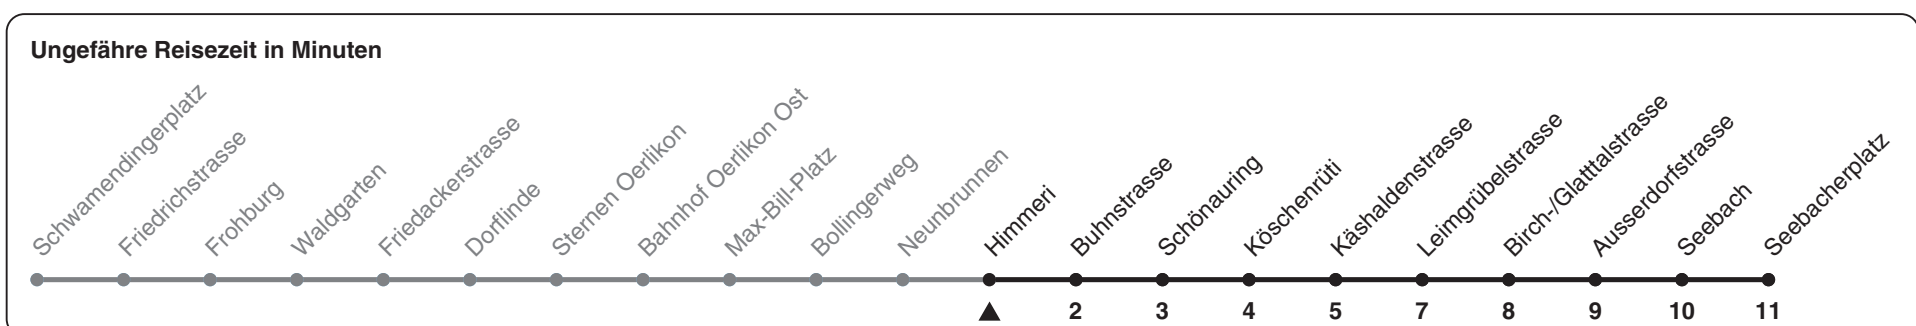 Ungefähre Reisezeit in Minuten
Schwamendingerplatz
Friedrichstrasse
Frohburg
Waldgarten
Friedackerstrasse
Dorflinde
Sternen Oerlikon
Bahnhof Oerlikon Ost
Max-Bill-Platz
Bollingerweg
Neunbrunnen
Himmeri
Buhnstrasse
Schönauring
Köschenrüti
Käshaldenstrasse
Leimgrübelstrasse
Birch-/Glatttalstrasse
Ausserdorfstrasse
Seebach
Seebacherplatz
2 3 4 5 7 8 9 10 11